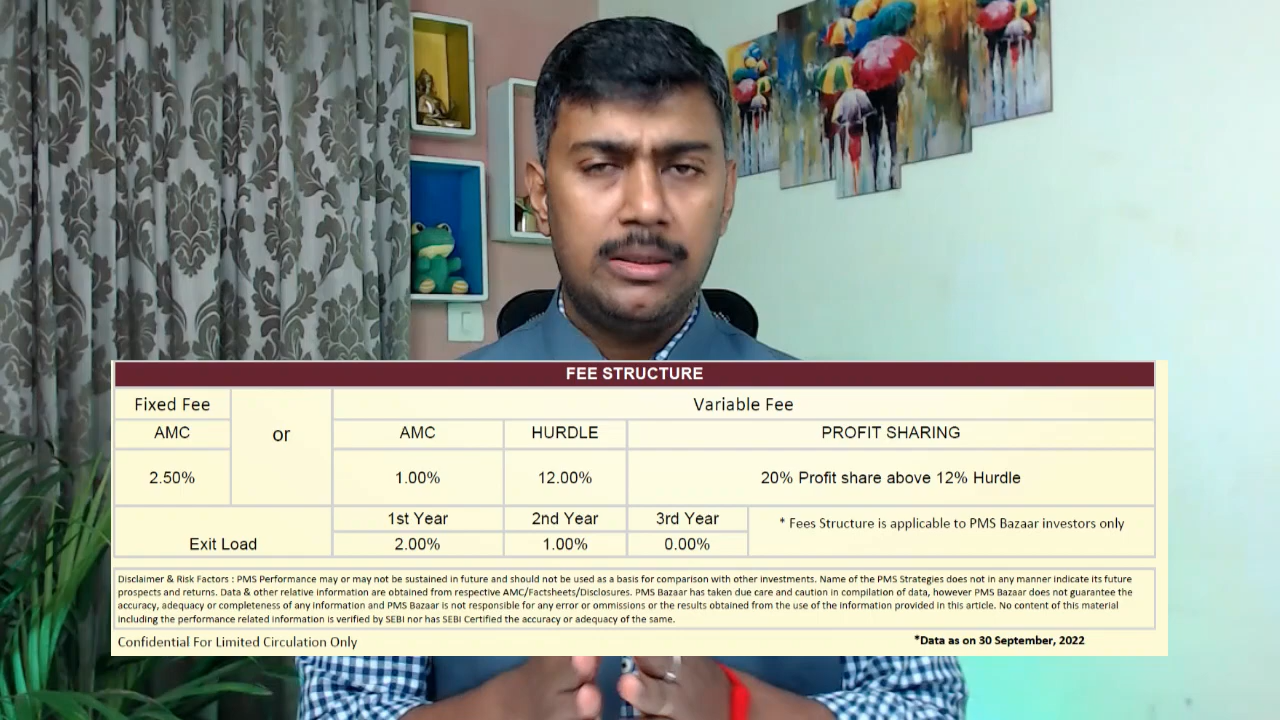 FEE STRUCTURE
Fixed Fee
or
Variable Fee
AMC
AMC
HURDLE
PROFIT SHARING
2.50%
1.00%
12.00%
20% Profit share above 12% Hurdle
Exit Load
1st Year
2nd Year
3rd Year
* Fees Structure is applicable to PMS Bazaar investors only
2.00%
1.00%
0.00%
Disclaimer & Risk Factors : PMS Performance may or may not be sustained in future and should not be used as a basis for comparison with other investments. Name of the PMS Strategies does not in any manner indicate its future
prospects and returns. Data & other relative information are obtained from respective AMC/Factsheets/Disclosures. PMS Bazaar has taken due care and caution in compilation of data, however PMS Bazaar does not guarantee the
accuracy, adequacy or completeness of any information and PMS Bazaar is not responsible for any error or ommissions or the results obtained from the use of the information provided in this article. No content of this material
including the performance related information is verified by SEBI nor has SEBI Certified the accuracy or adequacy of the same.
Confidential For Limited Circulation Only
*Data as on 30 September, 2022